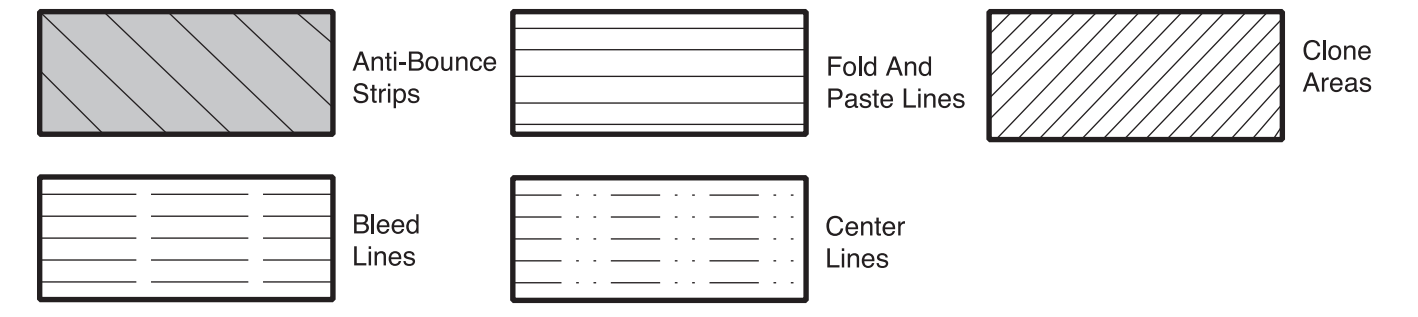 Anti-Bounce
Strips
Fold And
Paste Lines
Clone
Areas
Bleed
Lines
Center
Lines